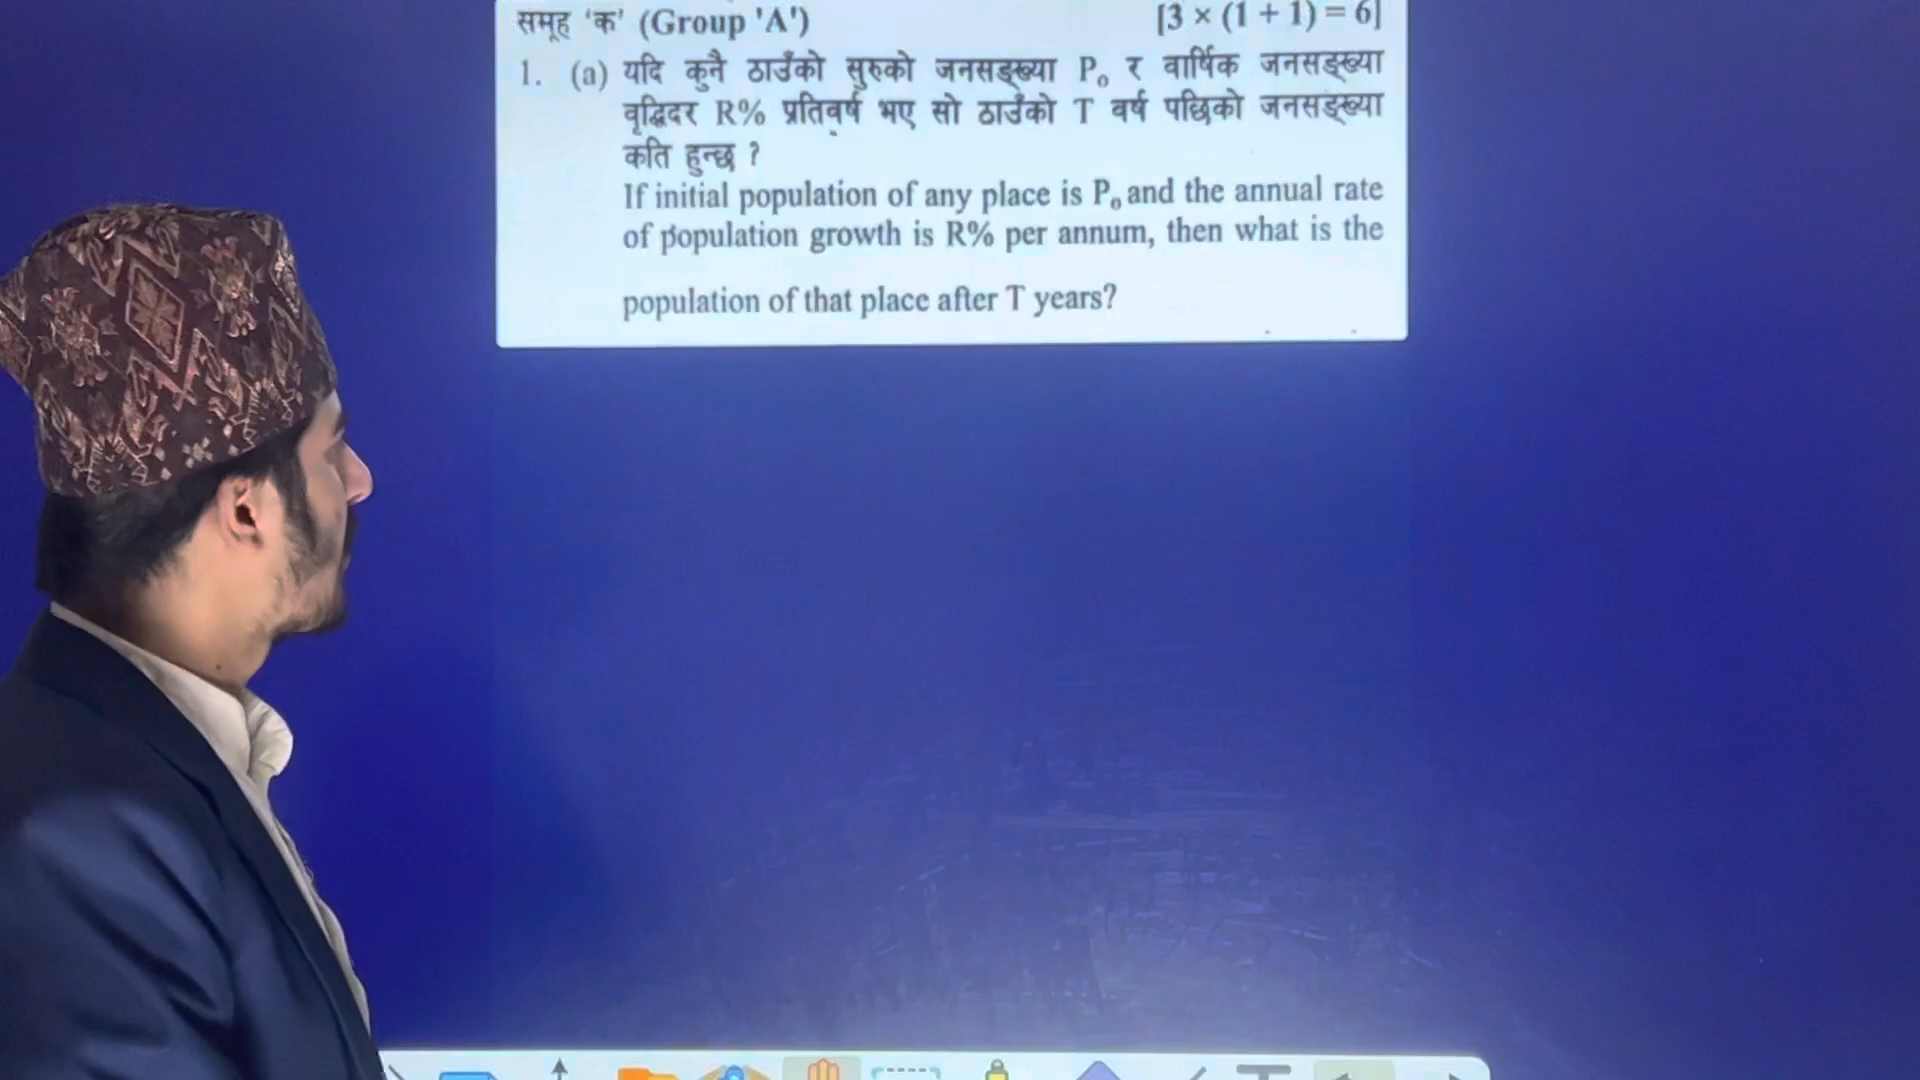 समूह 'क' (Group 'A') [3 × (1 + 1) = 6]
1. (a) यदि कुनै ठाउँको सुरुको जनसङ्ख्या P₀ र वार्षिक जनसङ्ख्या
वृद्धिदर R% प्रतिवर्ष भए सो ठाउँको T वर्ष पछिको जनसङ्ख्या
कति हुन्छ ?
If initial population of any place is P₀ and the annual rate
of population growth is R% per annum, then what is the
population of that place after T years?